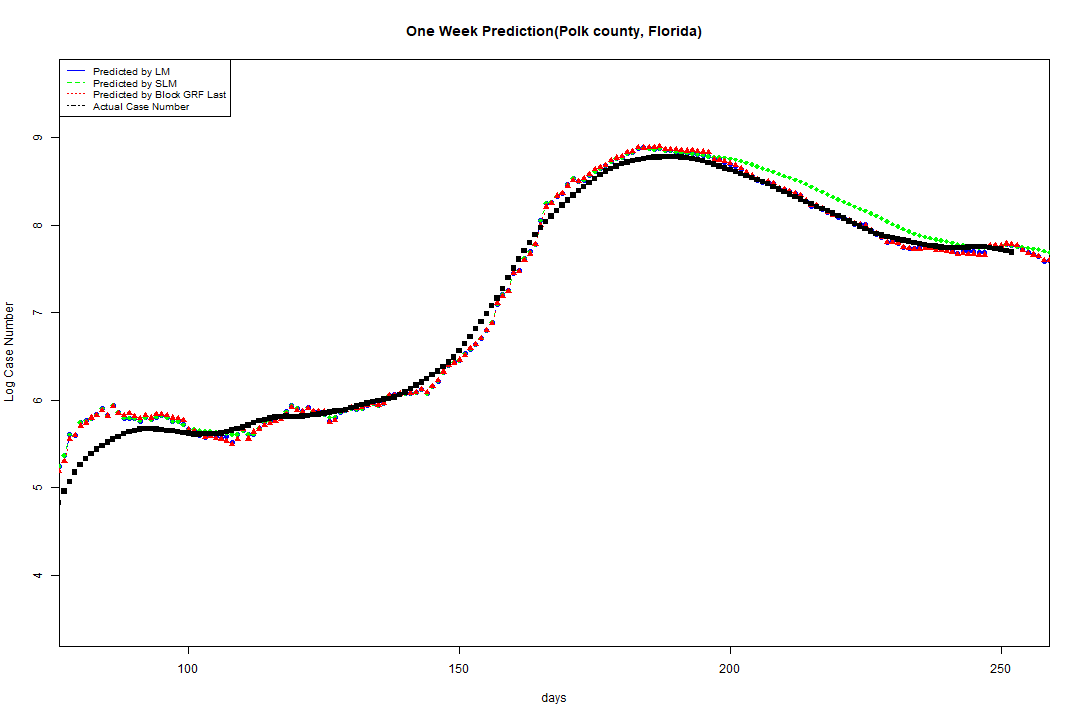 One Week Prediction(Polk county, Florida)
Predicted by LM
Predicted by SLM
Predicted by Block GRF Last
Actual Case Number
9
8
7
6
5
4
Log Case Number
100
150
200
250
days